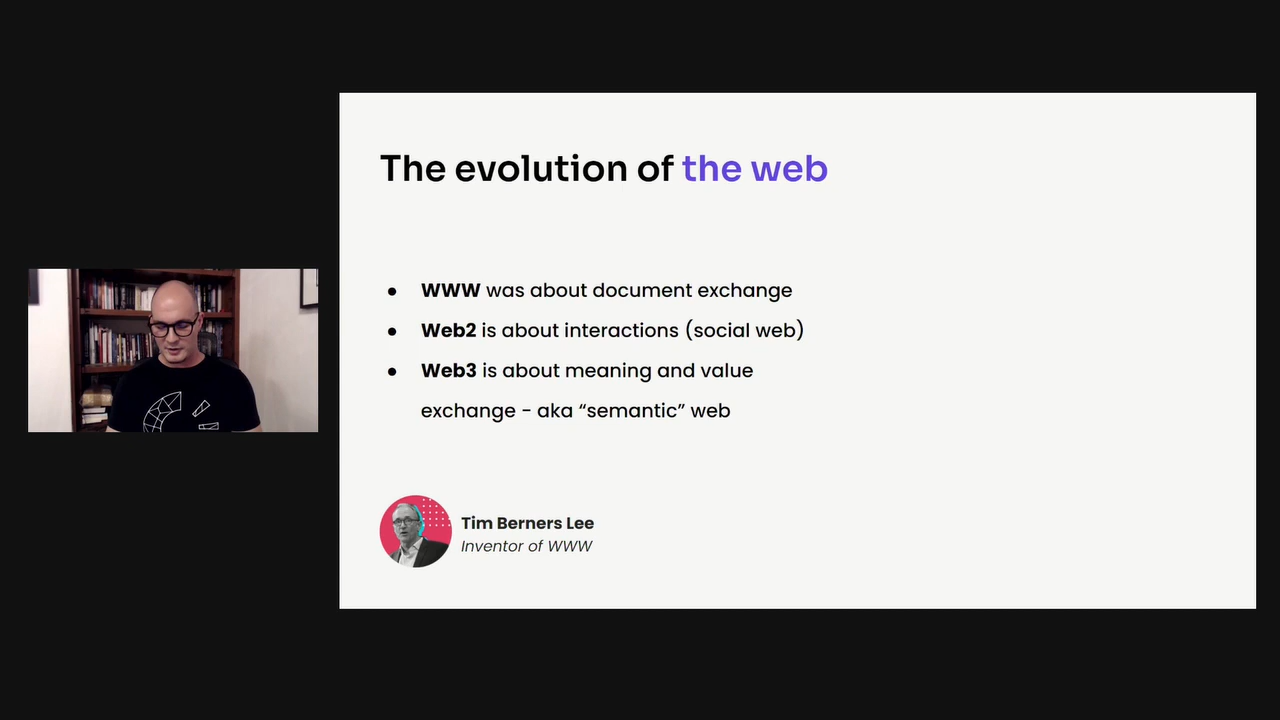 The evolution of the web
● WWW was about document exchange
● Web2 is about interactions (social web)
● Web3 is about meaning and value
exchange - aka “semantic” web
Tim Berners Lee
Inventor of WWW